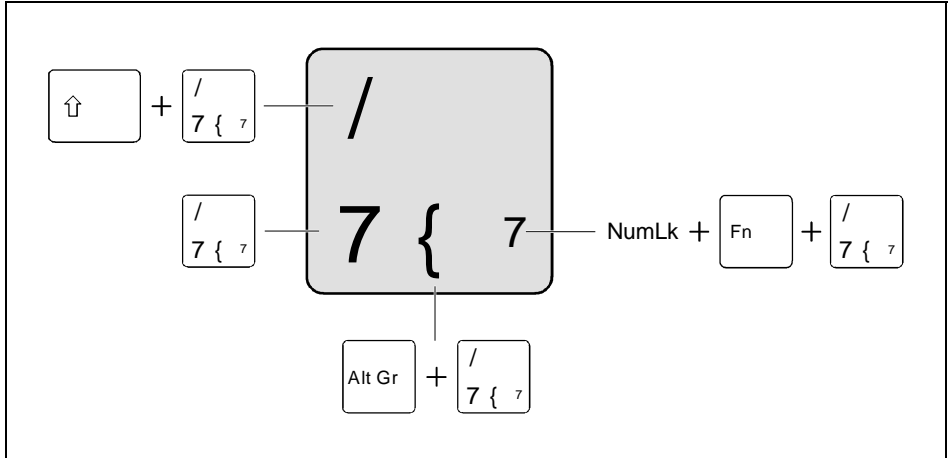 ⇧ + / 7 { 7
/
/ 7 { 7
7 { 7
NumLk + Fn + / 7 { 7
Alt Gr + / 7 { 7